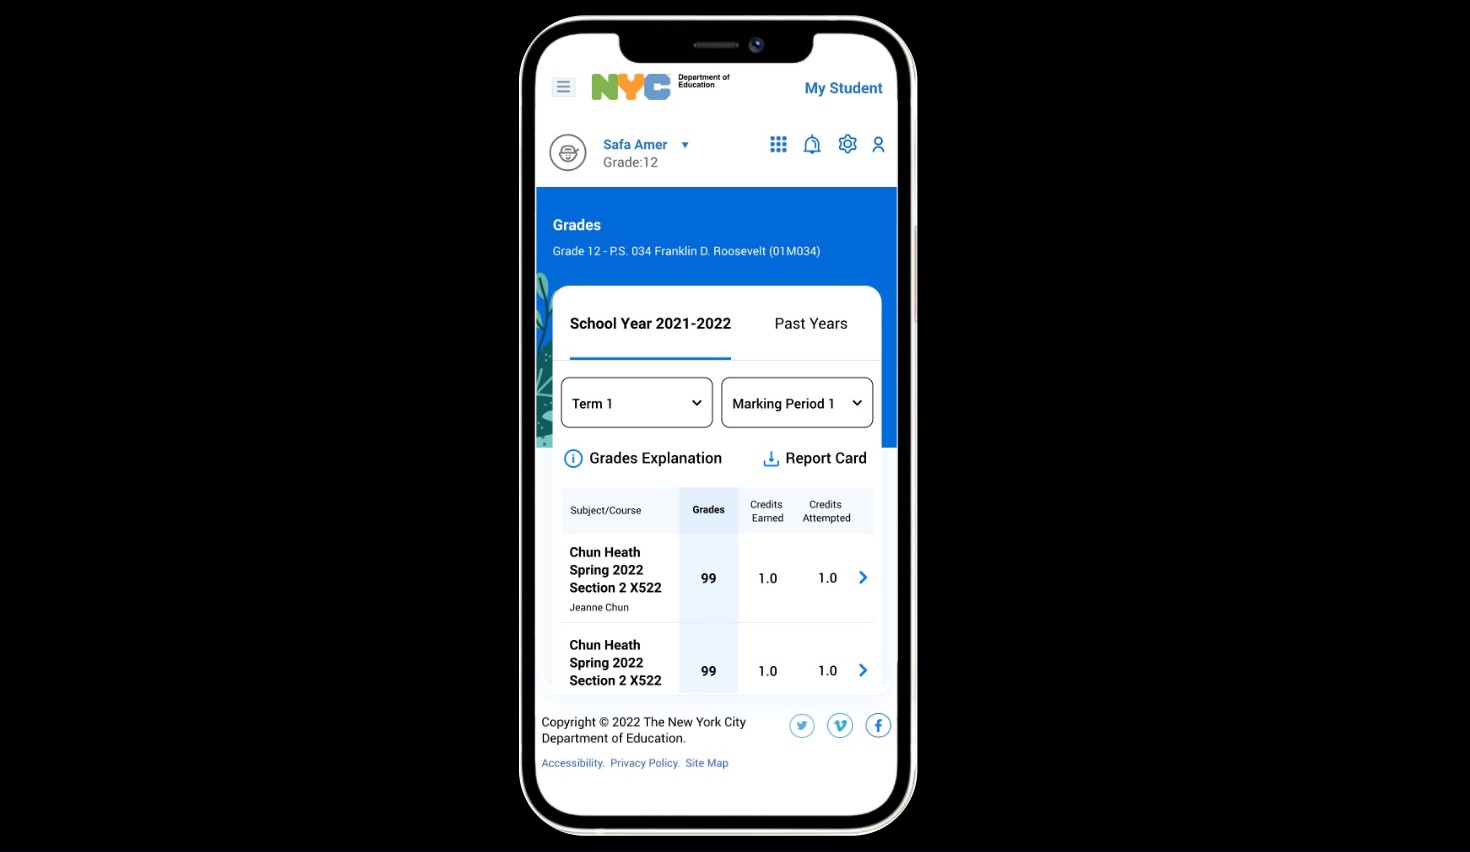 NYC
Department of
Education
My Student
Safa Amer
Grade:12
Grades
Grade 12 - P.S. 034 Franklin D. Roosevelt (01M034)
School Year 2021-2022
Past Years
Term 1
Marking Period 1
Grades Explanation
Report Card
Subject/Course
Grades
Credits
Earned
Credits
Attempted
Chun Heath
Spring 2022
Section 2 X522
Jeanne Chun
99
1.0
1.0
Chun Heath
Spring 2022
Section 2 X522
99
1.0
1.0
Copyright © 2022 The New York City
Department of Education.
Accessibility. Privacy Policy. Site Map